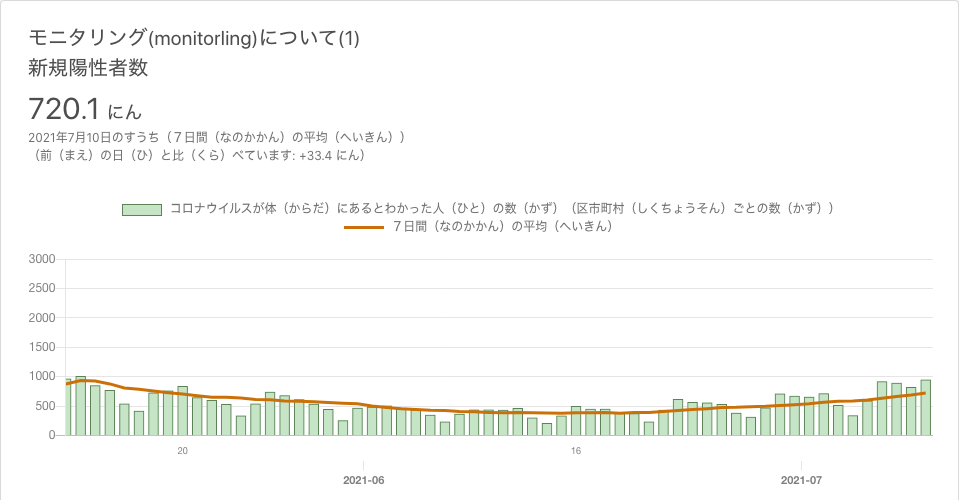 モニタリング(monitorling)について(1)
新規陽性者数
720.1 にん
2021年7月10日のすうち（７日間（なのかかん）の平均（へいきん））
（前（まえ）の日（ひ）と比（くら）べています: +33.4 にん）
コロナウイルスが体（からだ）にあるとわかった人（ひと）の数（かず）（区市町村（しくちょうそん）ごとの数（かず））
７日間（なのかかん）の平均（へいきん）
3000
2500
2000
1500
1000
500
0
20
16
2021-06
2021-07